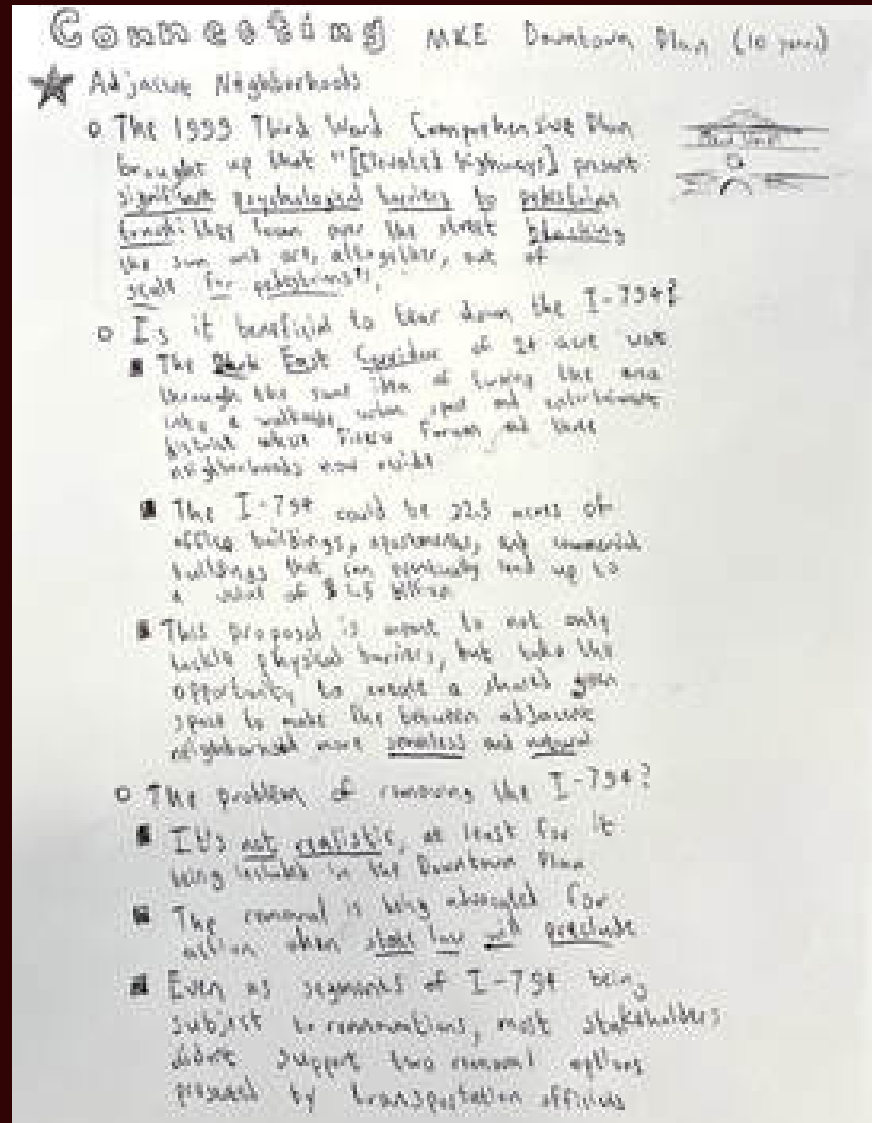 Connecting MKE Downtown Plan (10 years)
Adjacent Neighborhoods
The 1999 Third Ward Comprehensive Plan
brought up that "[Elevated highways] present
significant psychological barriers to pedestrian
they loom over the street blocking
the sun and are, altogether, out of
scale for pedestrians".
Is it beneficial to tear down the I-794?
The Park East Corridor of 24 acre was
through the same idea of turning the area
into a walkable, urban spot and entertainment
district where Fiserv Forum and three
neighborhoods now reside
The I-794 could be 32.5 acres of
office buildings, apartments, and commercial
buildings that can eventually lead up to
a value of $ 1.5 billion
This proposal is meant to not only
tackle physical barriers, but take the
opportunity to create a shared
space to make the between adjacent
neighborhood more seamless and natural
The problem of removing the I-794?
It's not realistic, at least for it
being included in the Downtown Plan
The removal is being advocated for
action when state law will preclude
Even as segments of I-794 being
subject to renovations, most stakeholders
didn't support two removal options
present by transportation officials